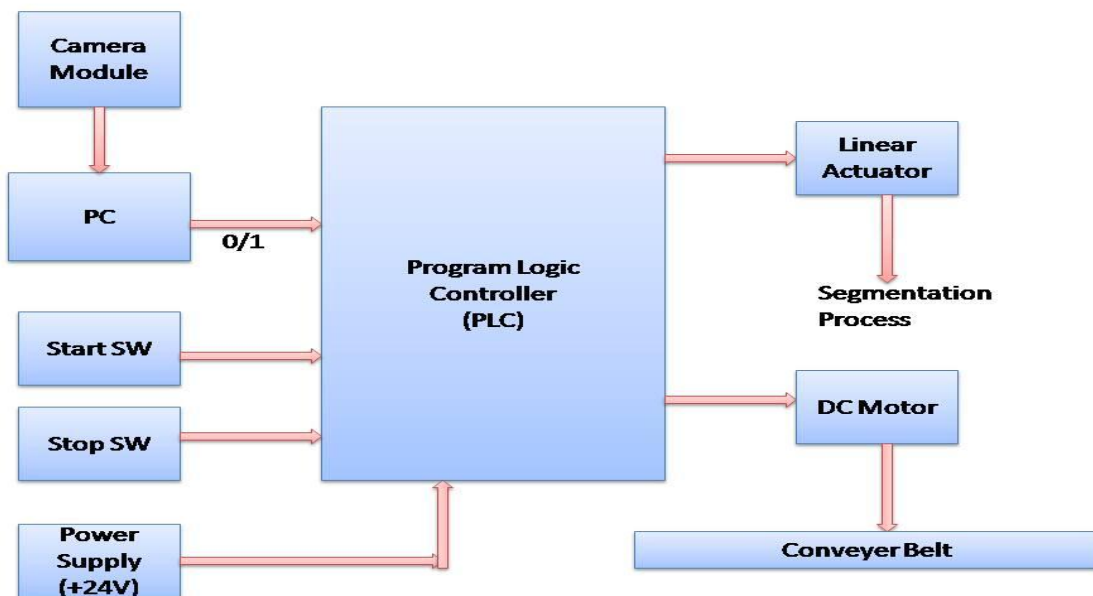 Camera
Module
PC
0/1
Start SW
Stop SW
Power
Supply
(+24V)
Program Logic
Controller
(PLC)
Linear
Actuator
Segmentation
Process
DC Motor
Conveyer Belt